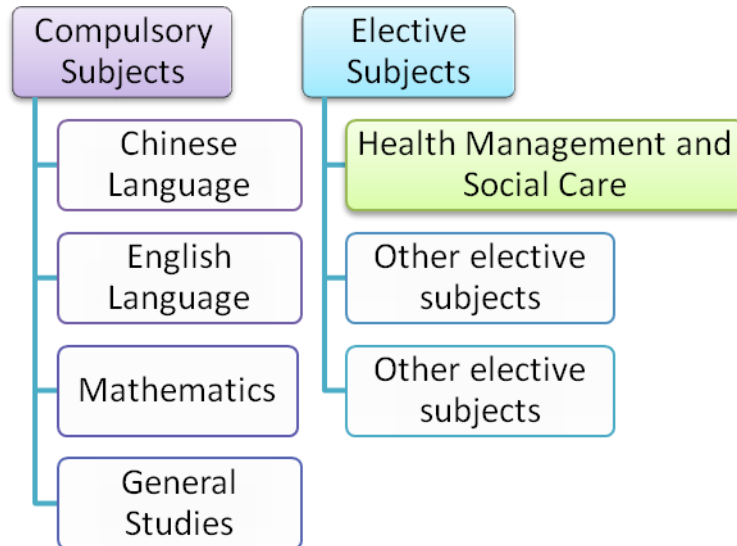 Compulsory
Subjects
Chinese
Language
English
Language
Mathematics
General
Studies
Elective
Subjects
Health Management and
Social Care
Other elective
subjects
Other elective
subjects